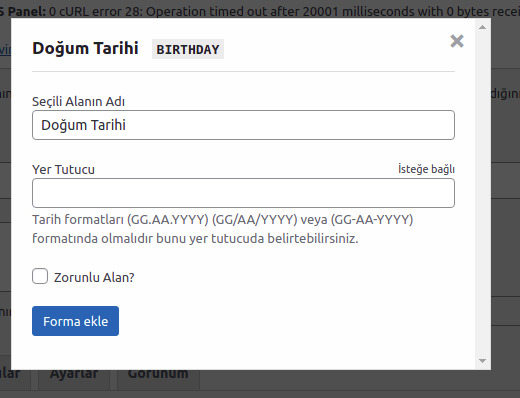 S Panel: 0 cURL error 28: Operation timed out after 20001 milliseconds with 0 bytes recei
Doğum Tarihi BIRTHDAY
×
Seçili Alanın Adı
Doğum Tarihi
Yer Tutucu İsteğe bağlı
Tarih formatları (GG.AA.YYYY) (GG/AA/YYYY) veya (GG-AA-YYYY)
formatında olmalıdır bunu yer tutucuda belirtebilirsiniz.
Zorunlu Alan?
Forma ekle
Ayarlar Görünüm